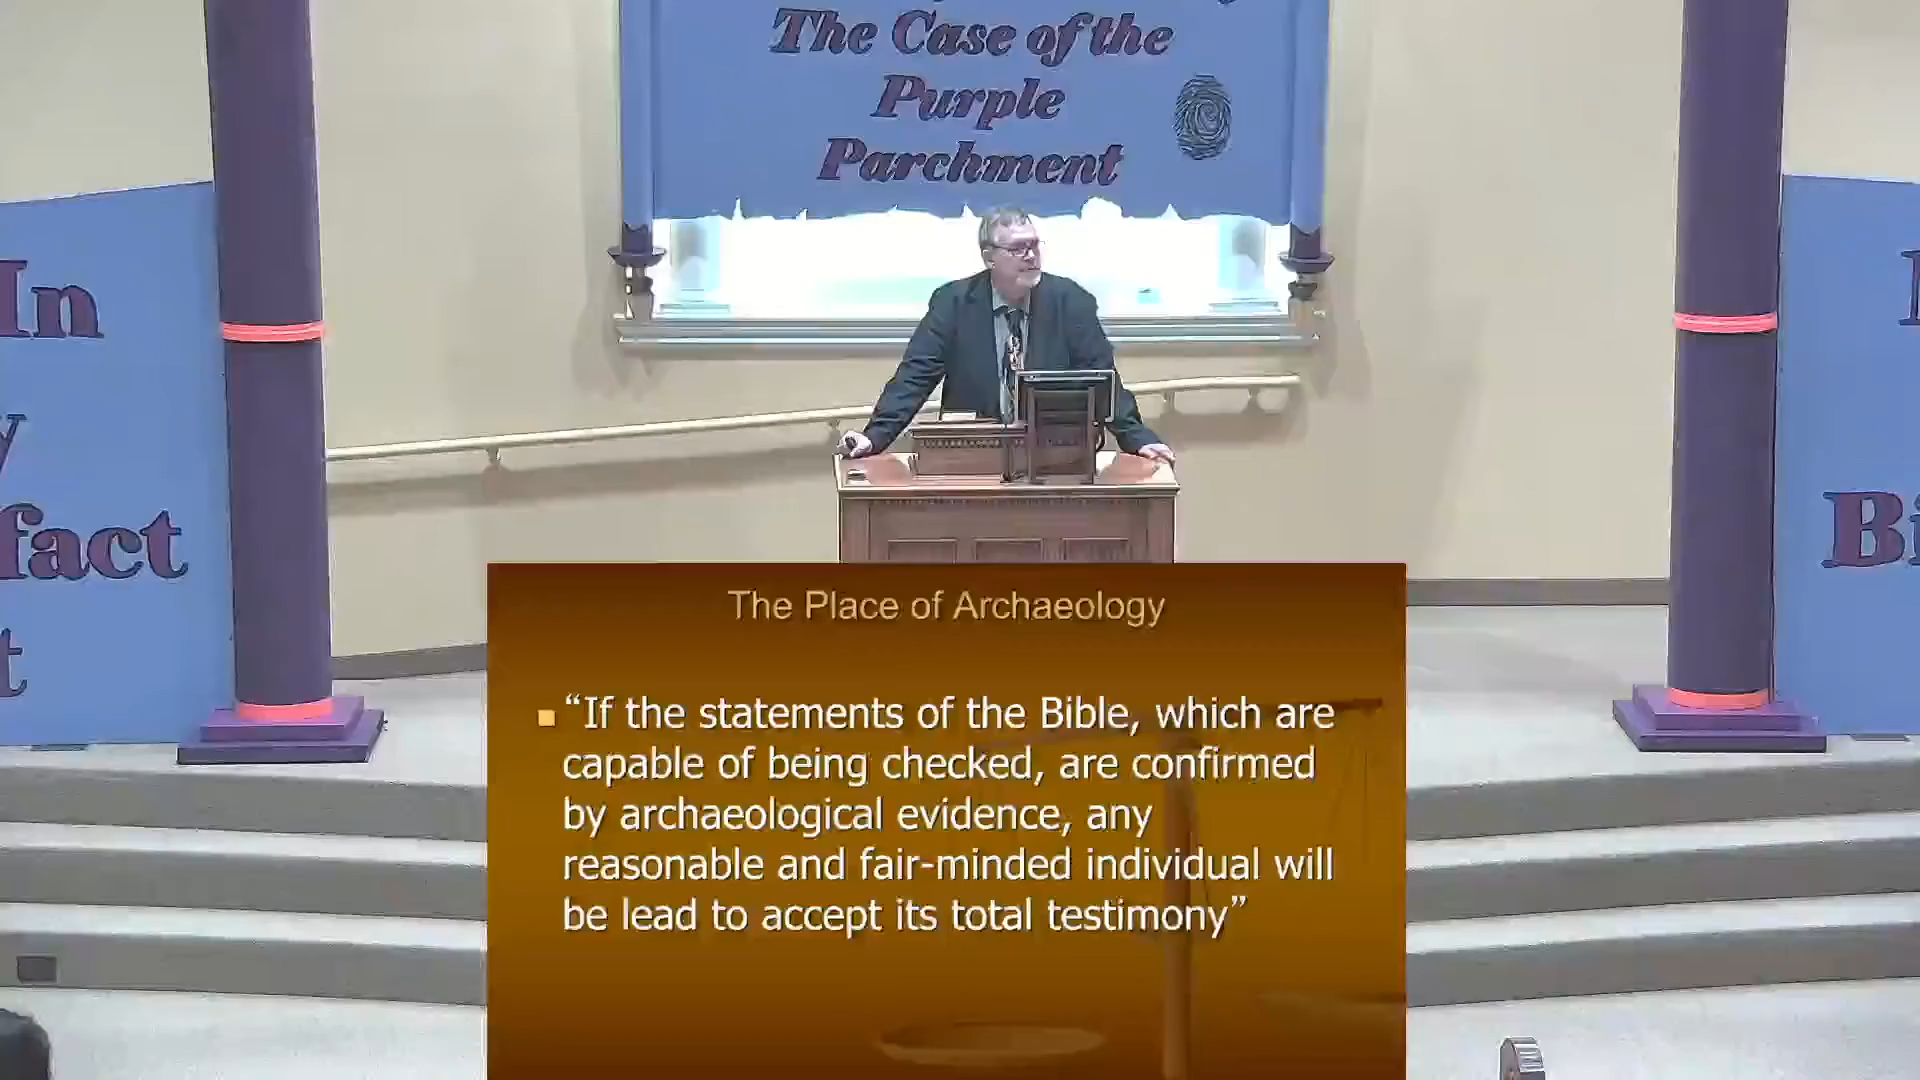 The Case of the
Purple
Parchment
In
y
fact
t
Bi
The Place of Archaeology
“If the statements of the Bible, which are
capable of being checked, are confirmed
by archaeological evidence, any
reasonable and fair-minded individual will
be lead to accept its total testimony”